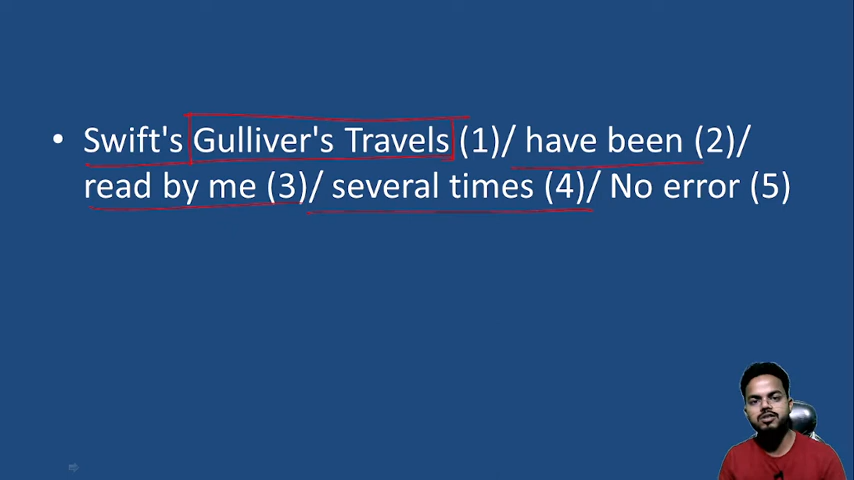 • Swift's Gulliver's Travels (1)/ have been (2)/
read by me (3)/ several times (4)/ No error (5)